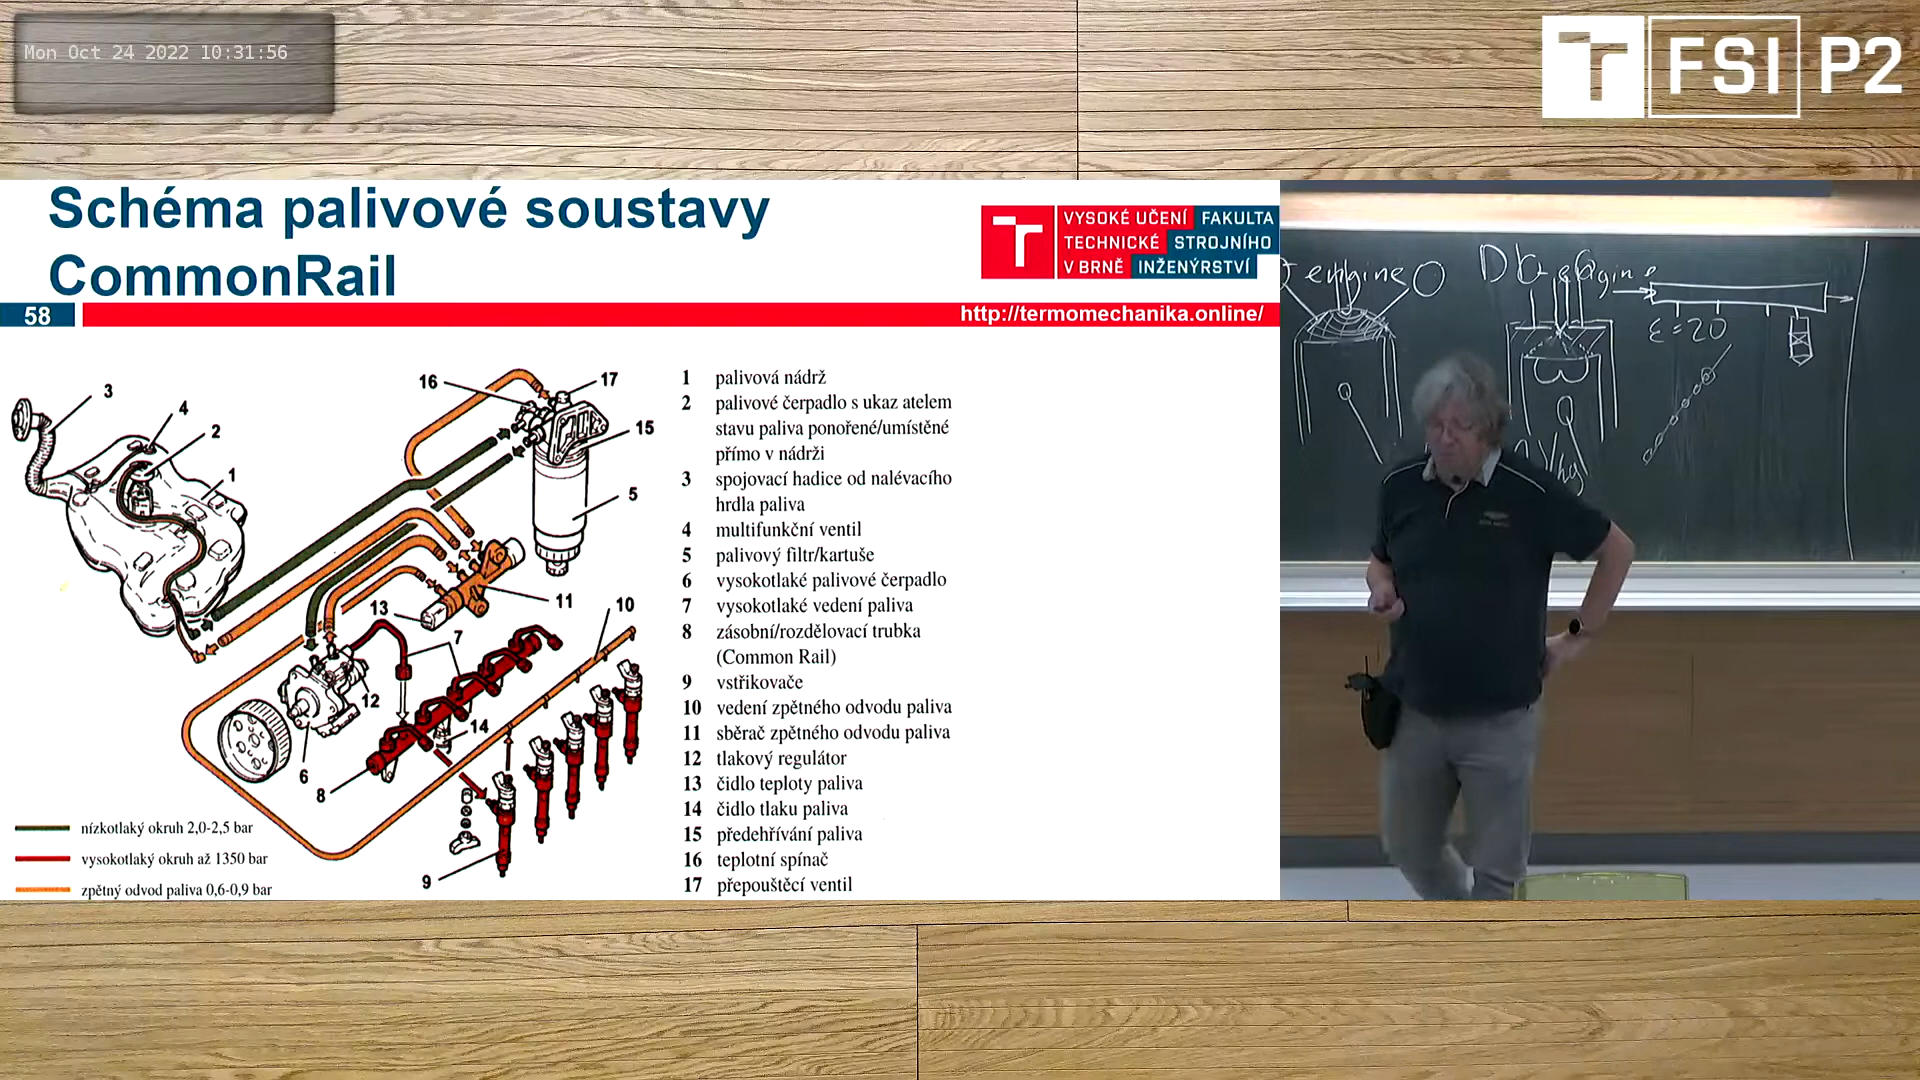 Mon Oct 24 2022 10:31:56
FSI P2
Schéma palivové soustavy
CommonRail
VYSOKÉ UČENÍ FAKULTA
TECHNICKÉ STROJNÍHO
V BRNĚ INŽENÝRSTVÍ
58
http://termomechanika.online/
3
4
2
1
16
17
15
5
11
13
10
7
12
14
6
8
9
nízkotlaký okruh 2,0-2,5 bar
vysokotlaký okruh až 1350 bar
zpětný odvod paliva 0,6-0,9 bar
1 palivová nádrž
2 palivové čerpadlo s ukaz atelem
stavu paliva ponořené/umístěné
přímo v nádrži
3 spojovací hadice od nalévacího
hrdla paliva
4 multifunkční ventil
5 palivový filtr/kartuše
6 vysokotlaké palivové čerpadlo
7 vysokotlaké vedení paliva
8 zásobní/rozdělovací trubka
(Common Rail)
9 vstřikovače
10 vedení zpětného odvodu paliva
11 sběrač zpětného odvodu paliva
12 tlakový regulátor
13 čidlo teploty paliva
14 čidlo tlaku paliva
15 předehřívání paliva
16 teplotní spínač
17 přepouštěcí ventil
engine
ε=20